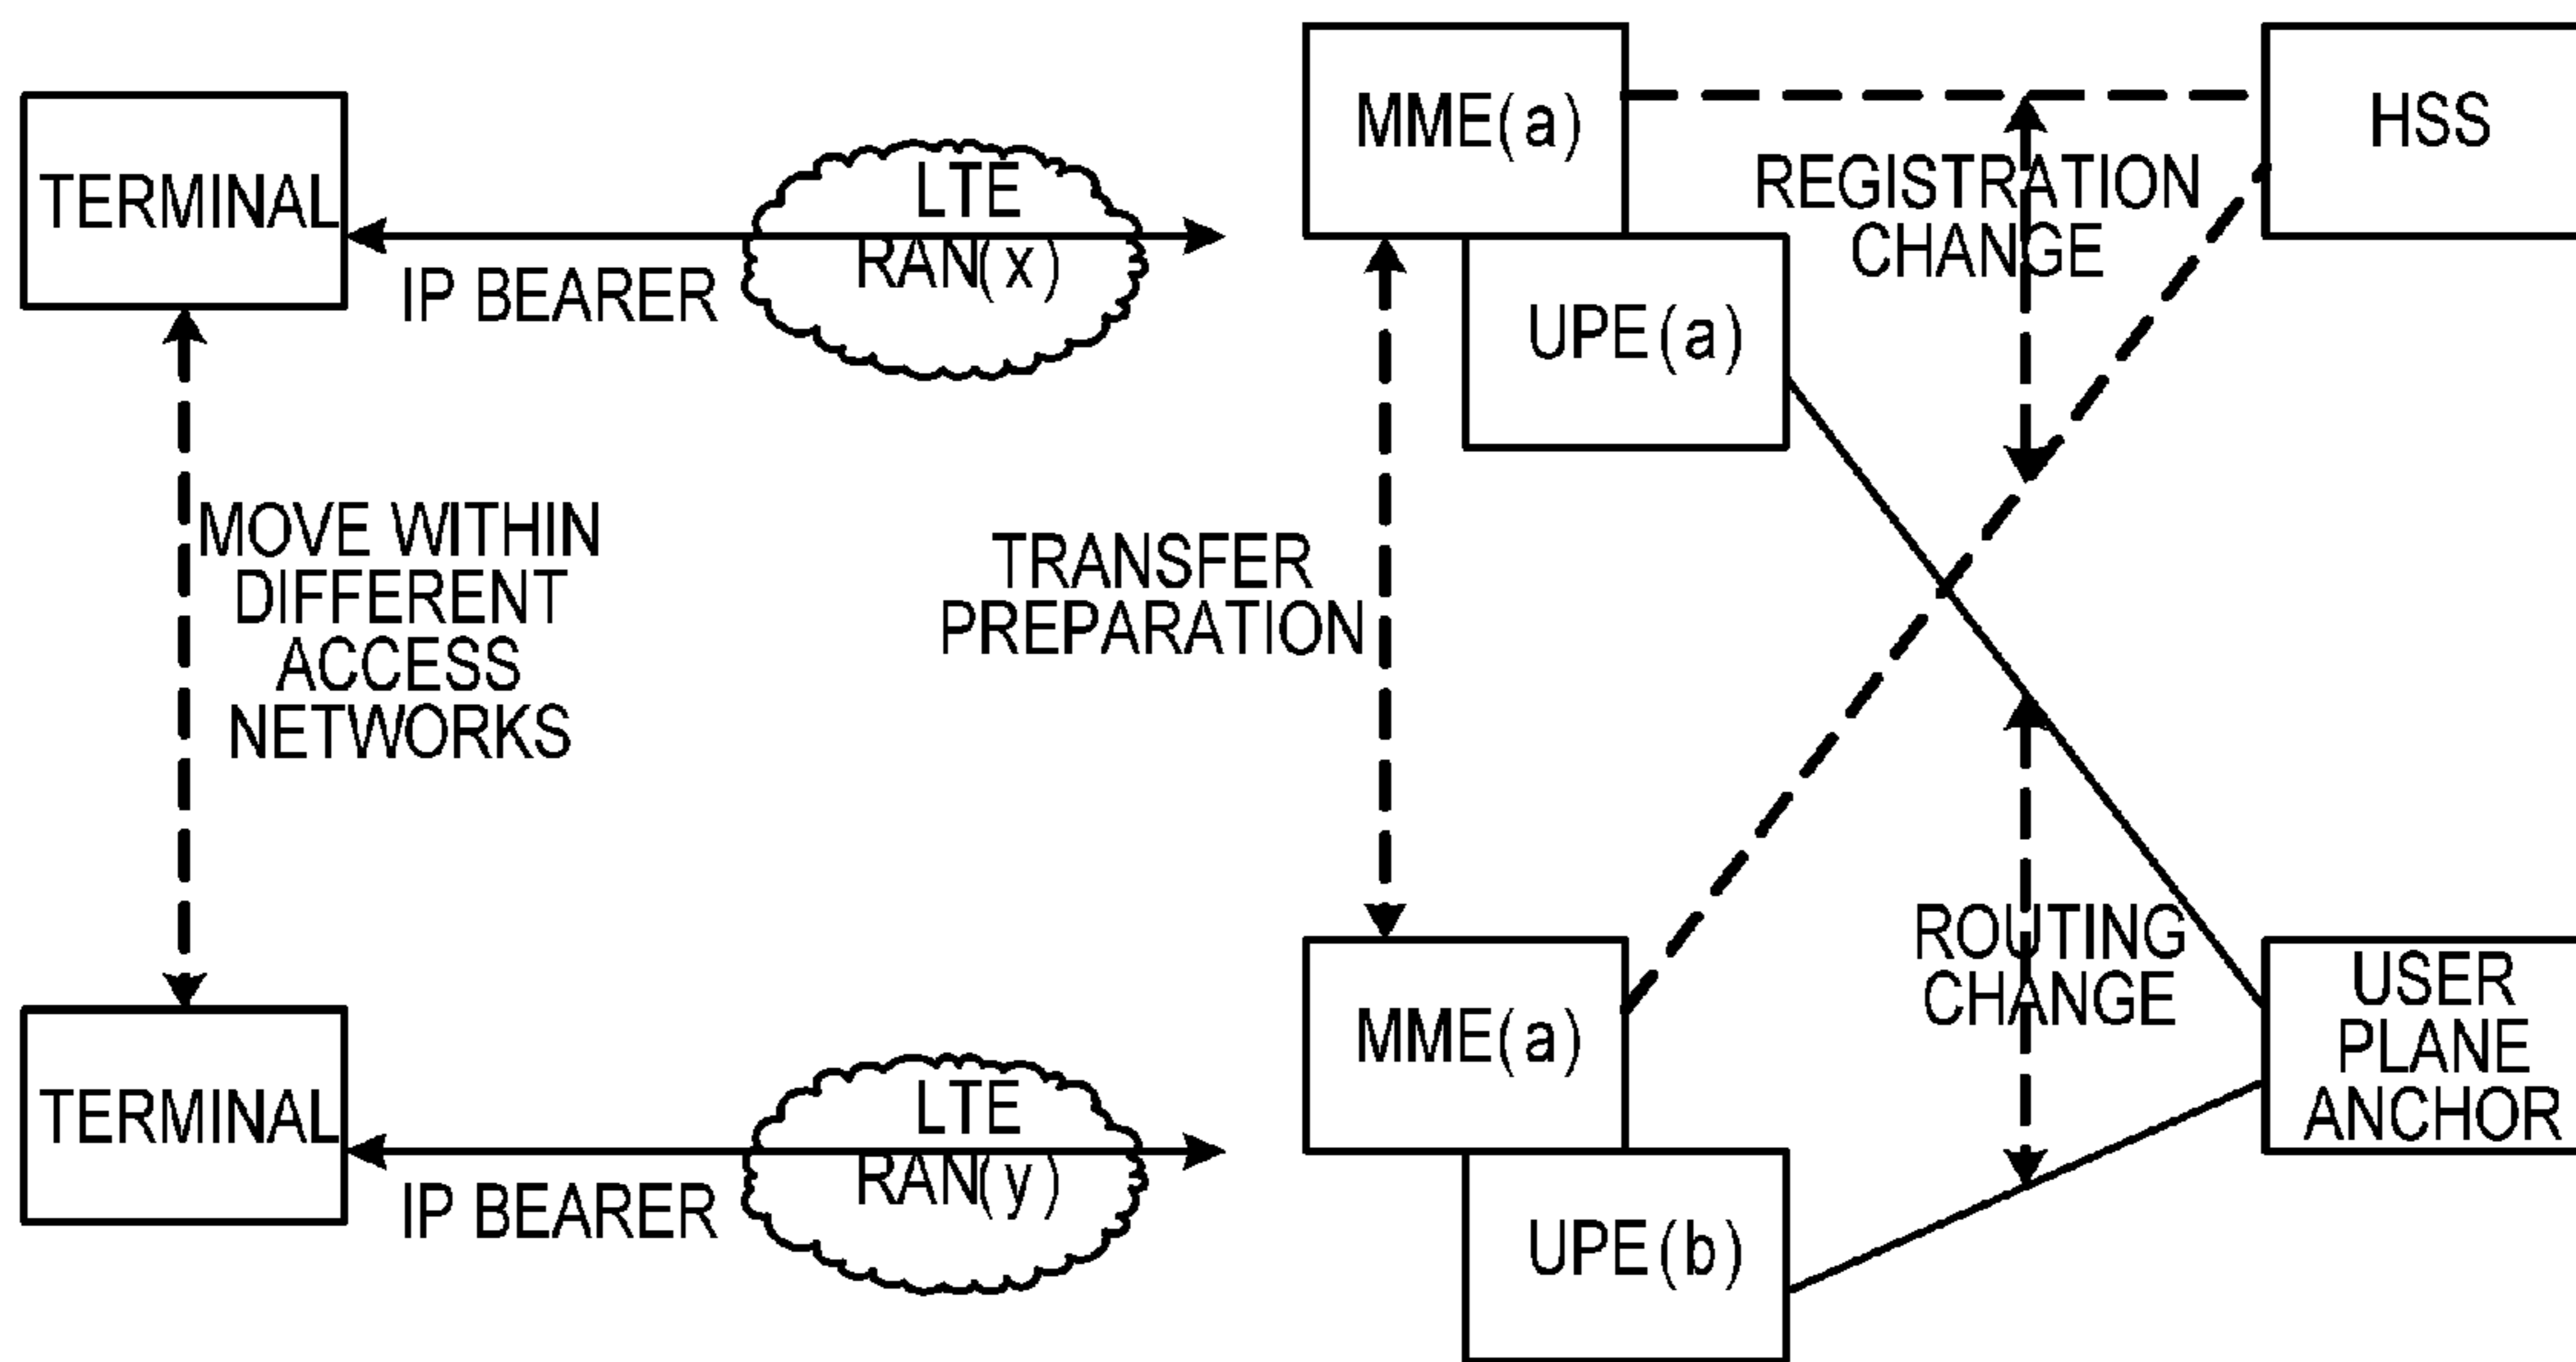 TERMINAL
IP BEARER
LTE
RAN(x)
MME(a)
UPE(a)
REGISTRATION
CHANGE
HSS
MOVE WITHIN
DIFFERENT
ACCESS
NETWORKS
TRANSFER
PREPARATION
TERMINAL
IP BEARER
LTE
RAN(y)
MME(a)
UPE(b)
ROUTING
CHANGE
USER
PLANE
ANCHOR